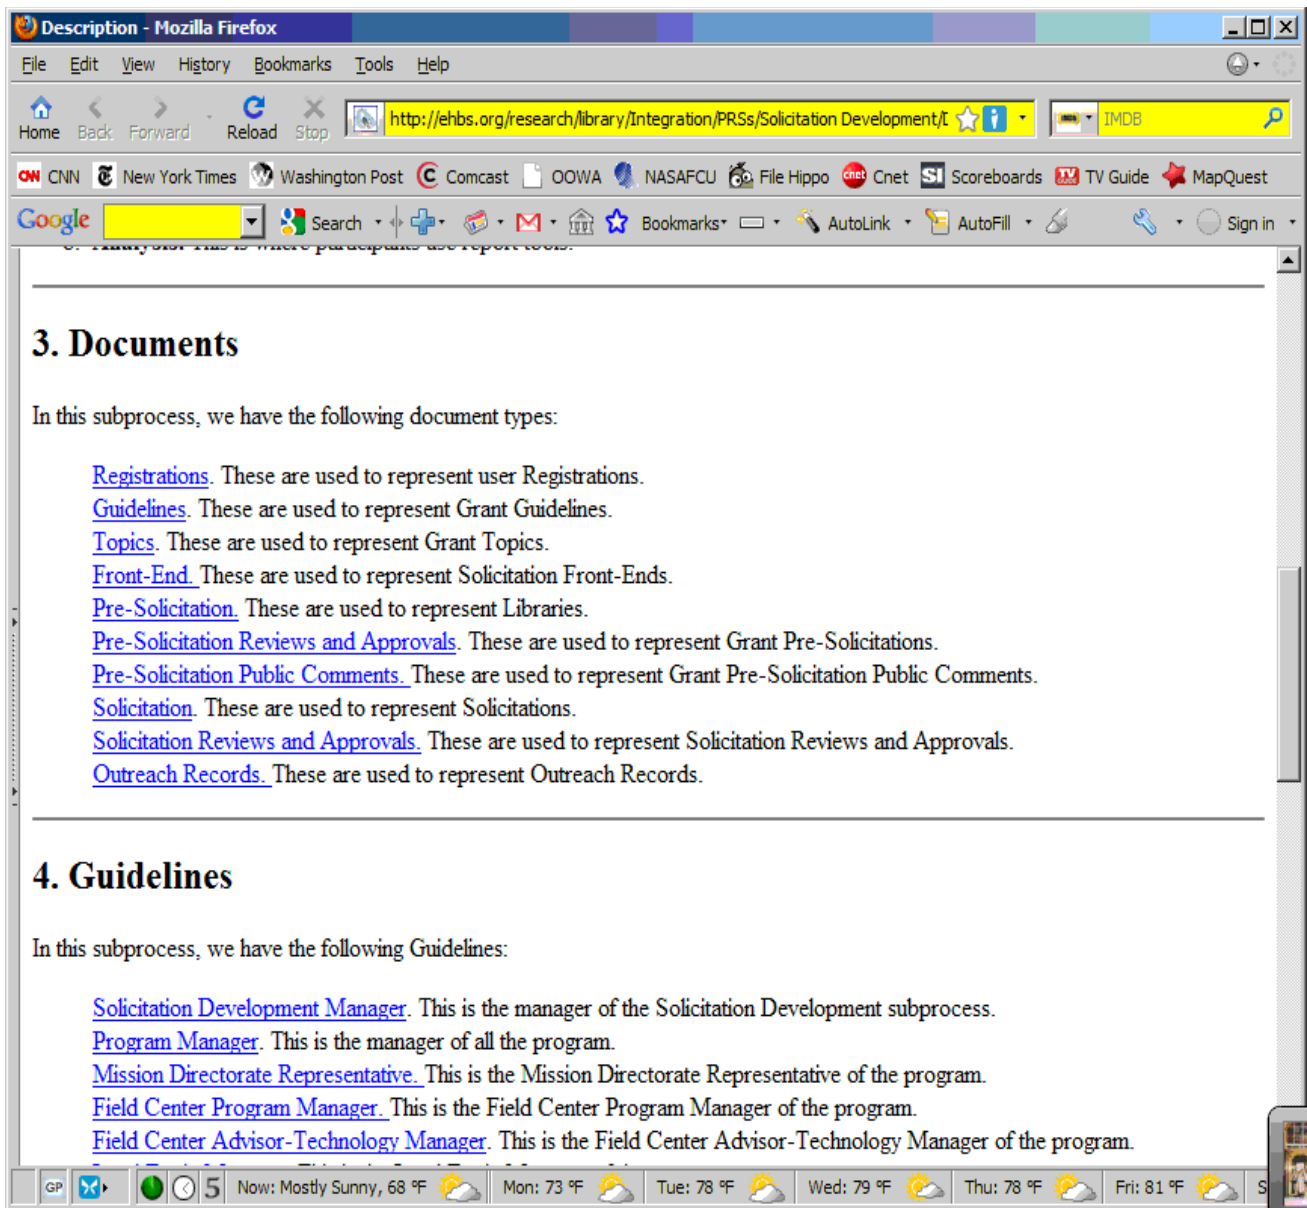 Description - Mozilla Firefox
File Edit View History Bookmarks Tools Help
Home Back Forward Reload Stop http://ehbs.org/research/library/Integration/PRSs/Solicitation Development/ IMDB
CNN New York Times Washington Post Comcast OOWA NASAFCU File Hippo Cnet Scoreboards TV Guide MapQuest
Google Search Bookmarks AutoLink AutoFill Sign in
Analysis. This is where participants use report tools.
3. Documents
In this subprocess, we have the following document types:
Registrations. These are used to represent user Registrations.
Guidelines. These are used to represent Grant Guidelines.
Topics. These are used to represent Grant Topics.
Front-End. These are used to represent Solicitation Front-Ends.
Pre-Solicitation. These are used to represent Libraries.
Pre-Solicitation Reviews and Approvals. These are used to represent Grant Pre-Solicitations.
Pre-Solicitation Public Comments. These are used to represent Grant Pre-Solicitation Public Comments.
Solicitation. These are used to represent Solicitations.
Solicitation Reviews and Approvals. These are used to represent Solicitation Reviews and Approvals.
Outreach Records. These are used to represent Outreach Records.
4. Guidelines
In this subprocess, we have the following Guidelines:
Solicitation Development Manager. This is the manager of the Solicitation Development subprocess.
Program Manager. This is the manager of all the program.
Mission Directorate Representative. This is the Mission Directorate Representative of the program.
Field Center Program Manager. This is the Field Center Program Manager of the program.
Field Center Advisor-Technology Manager. This is the Field Center Advisor-Technology Manager of the program.
GP 5 Now: Mostly Sunny, 68 °F Mon: 73 °F Tue: 78 °F Wed: 79 °F Thu: 78 °F Fri: 81 °F S